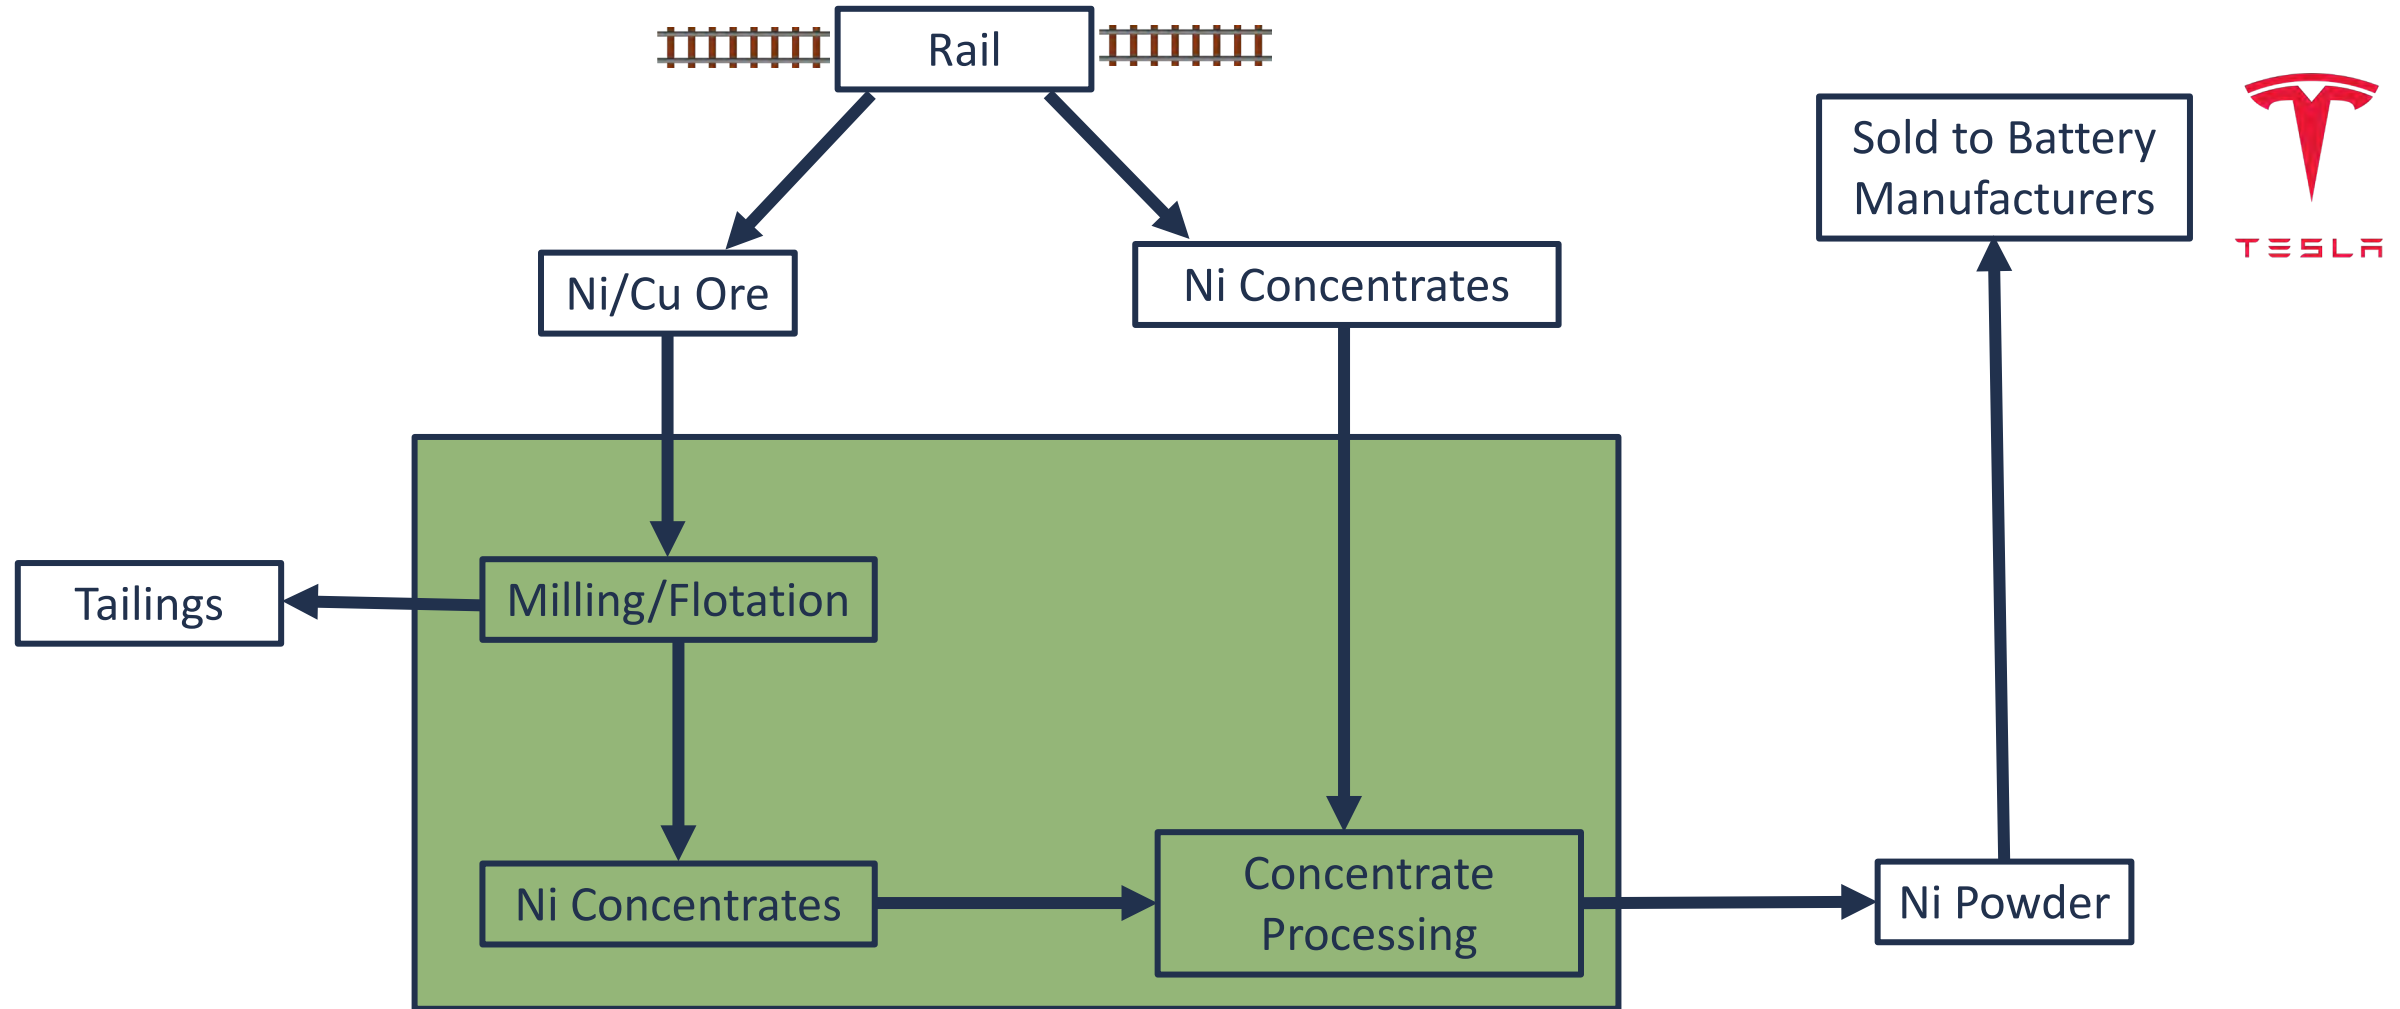 Rail
Sold to Battery
Manufacturers
TESLA
Ni/Cu Ore
Ni Concentrates
Tailings
Milling/Flotation
Ni Concentrates
Concentrate
Processing
Ni Powder